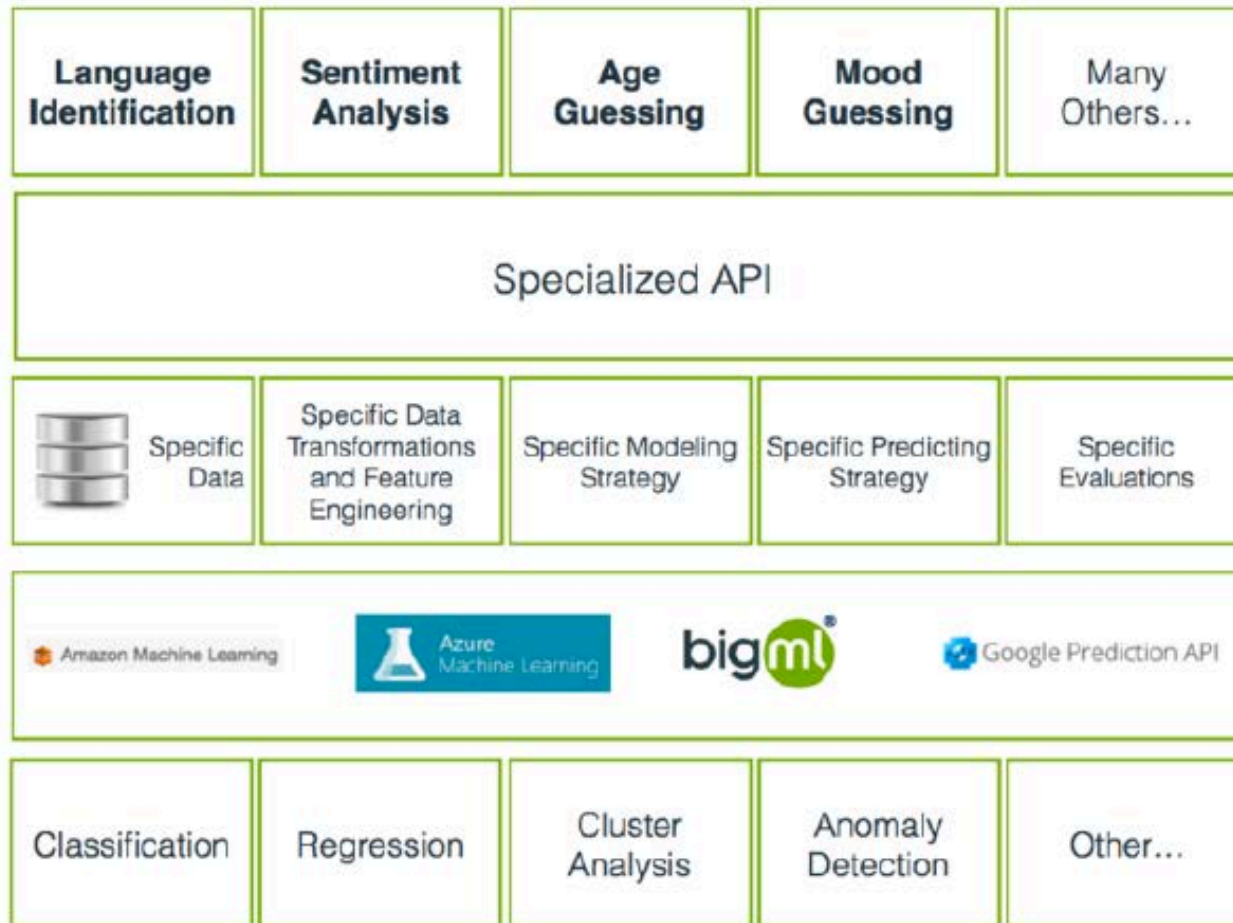 Language
Identification
Sentiment
Analysis
Age
Guessing
Mood
Guessing
Many
Others...
Specialized API
Specific
Data
Specific Data
Transformations
and Feature
Engineering
Specific Modeling
Strategy
Specific Predicting
Strategy
Specific
Evaluations
Amazon Machine Learning
Azure
Machine Learning
bigml®
Google Prediction API
Classification
Regression
Cluster
Analysis
Anomaly
Detection
Other...